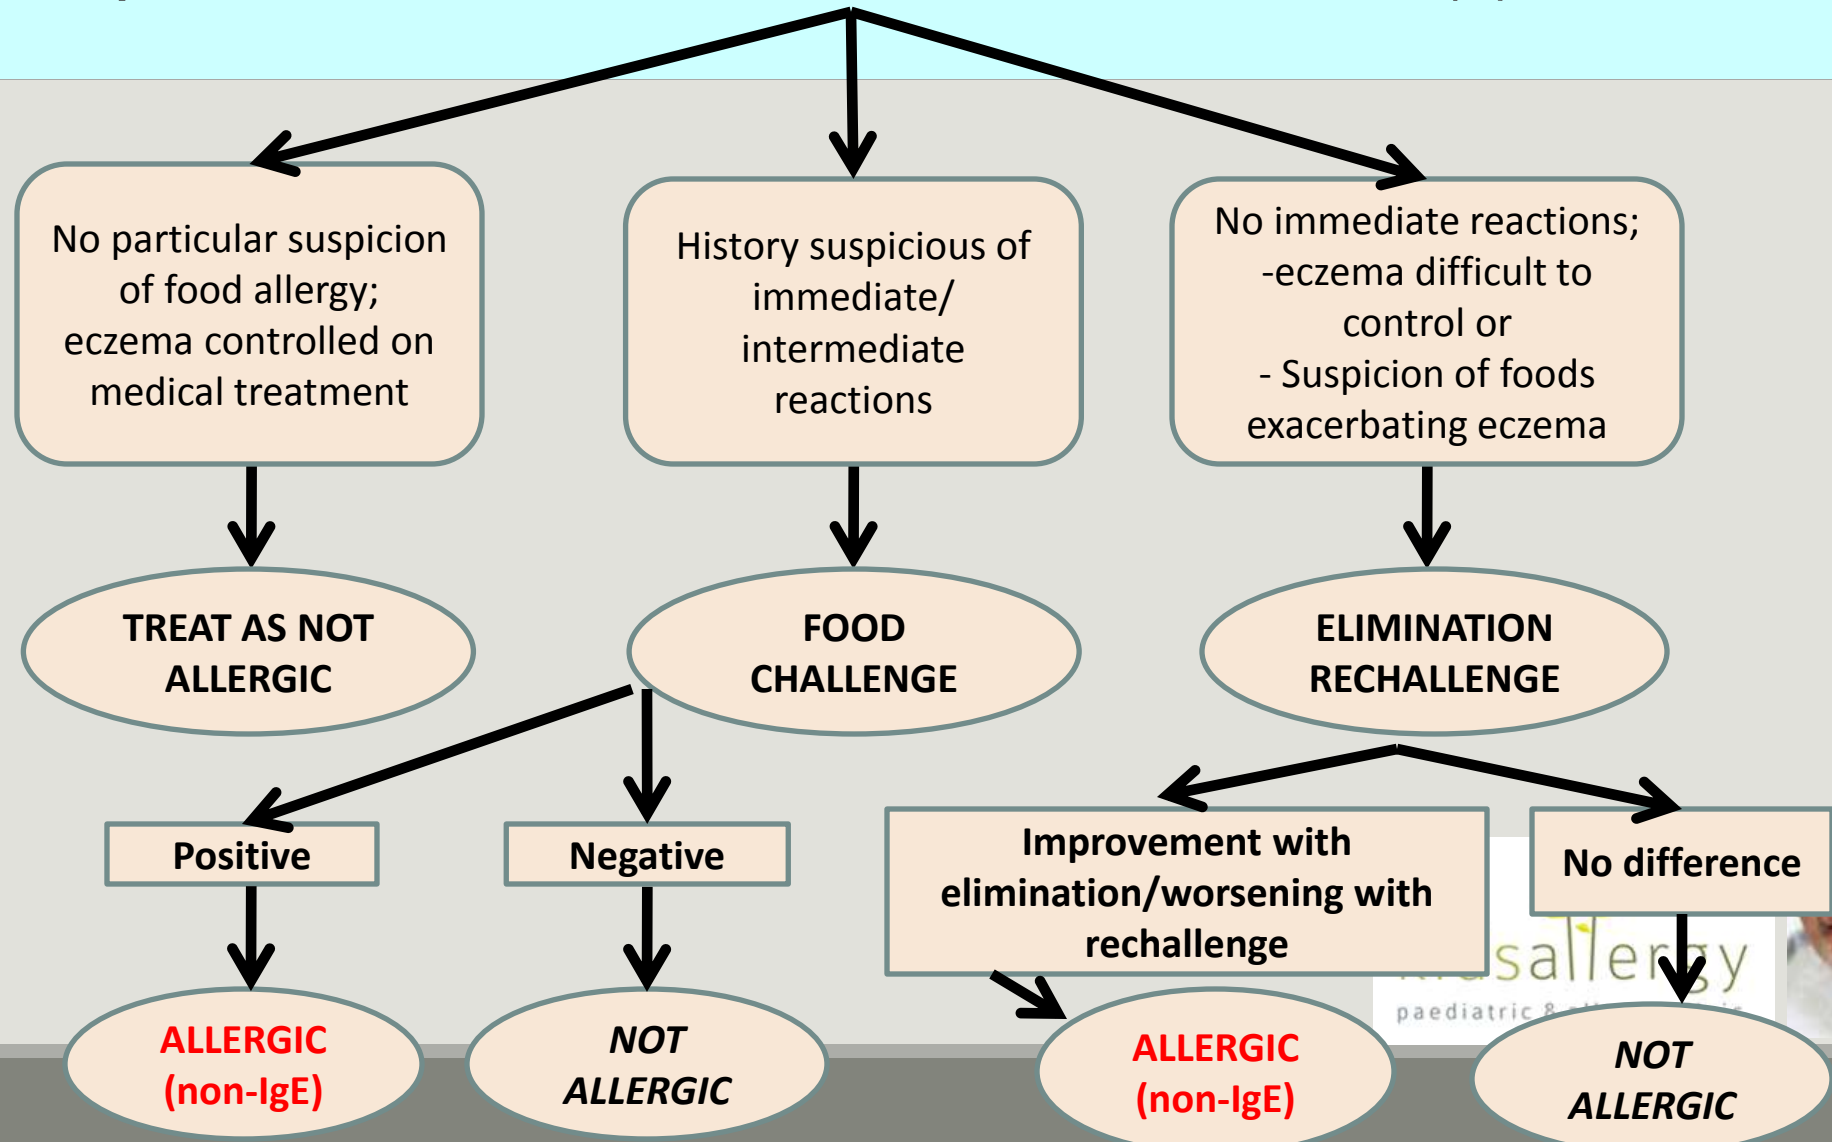 No particular suspicion
of food allergy;
eczema controlled on
medical treatment
History suspicious of
immediate/
intermediate
reactions
No immediate reactions;
-eczema difficult to
control or
- Suspicion of foods
exacerbating eczema
TREAT AS NOT
ALLERGIC
FOOD
CHALLENGE
ELIMINATION
RECHALLENGE
Positive
Negative
Improvement with
elimination/worsening with
rechallenge
No difference
paediatric &
ALLERGIC
(non-IgE)
NOT
ALLERGIC
ALLERGIC
(non-IgE)
NOT
ALLERGIC